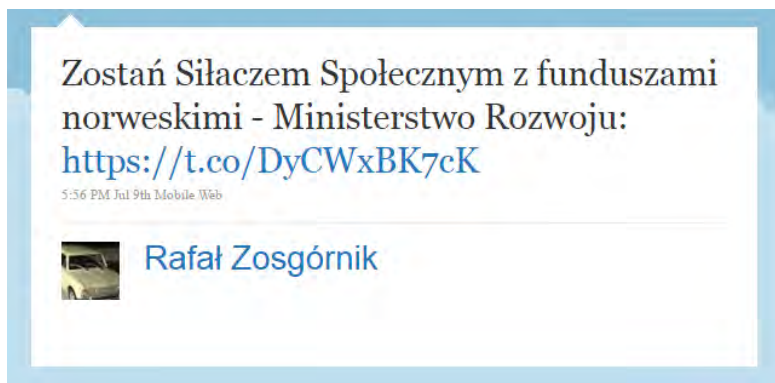 Zostań Siłaczem Społecznym z funduszami
norweskimi - Ministerstwo Rozwoju:
https://t.co/DyCWxBK7cK
5:56 PM Jul 9th Mobile Web
Rafał Zosgórnik